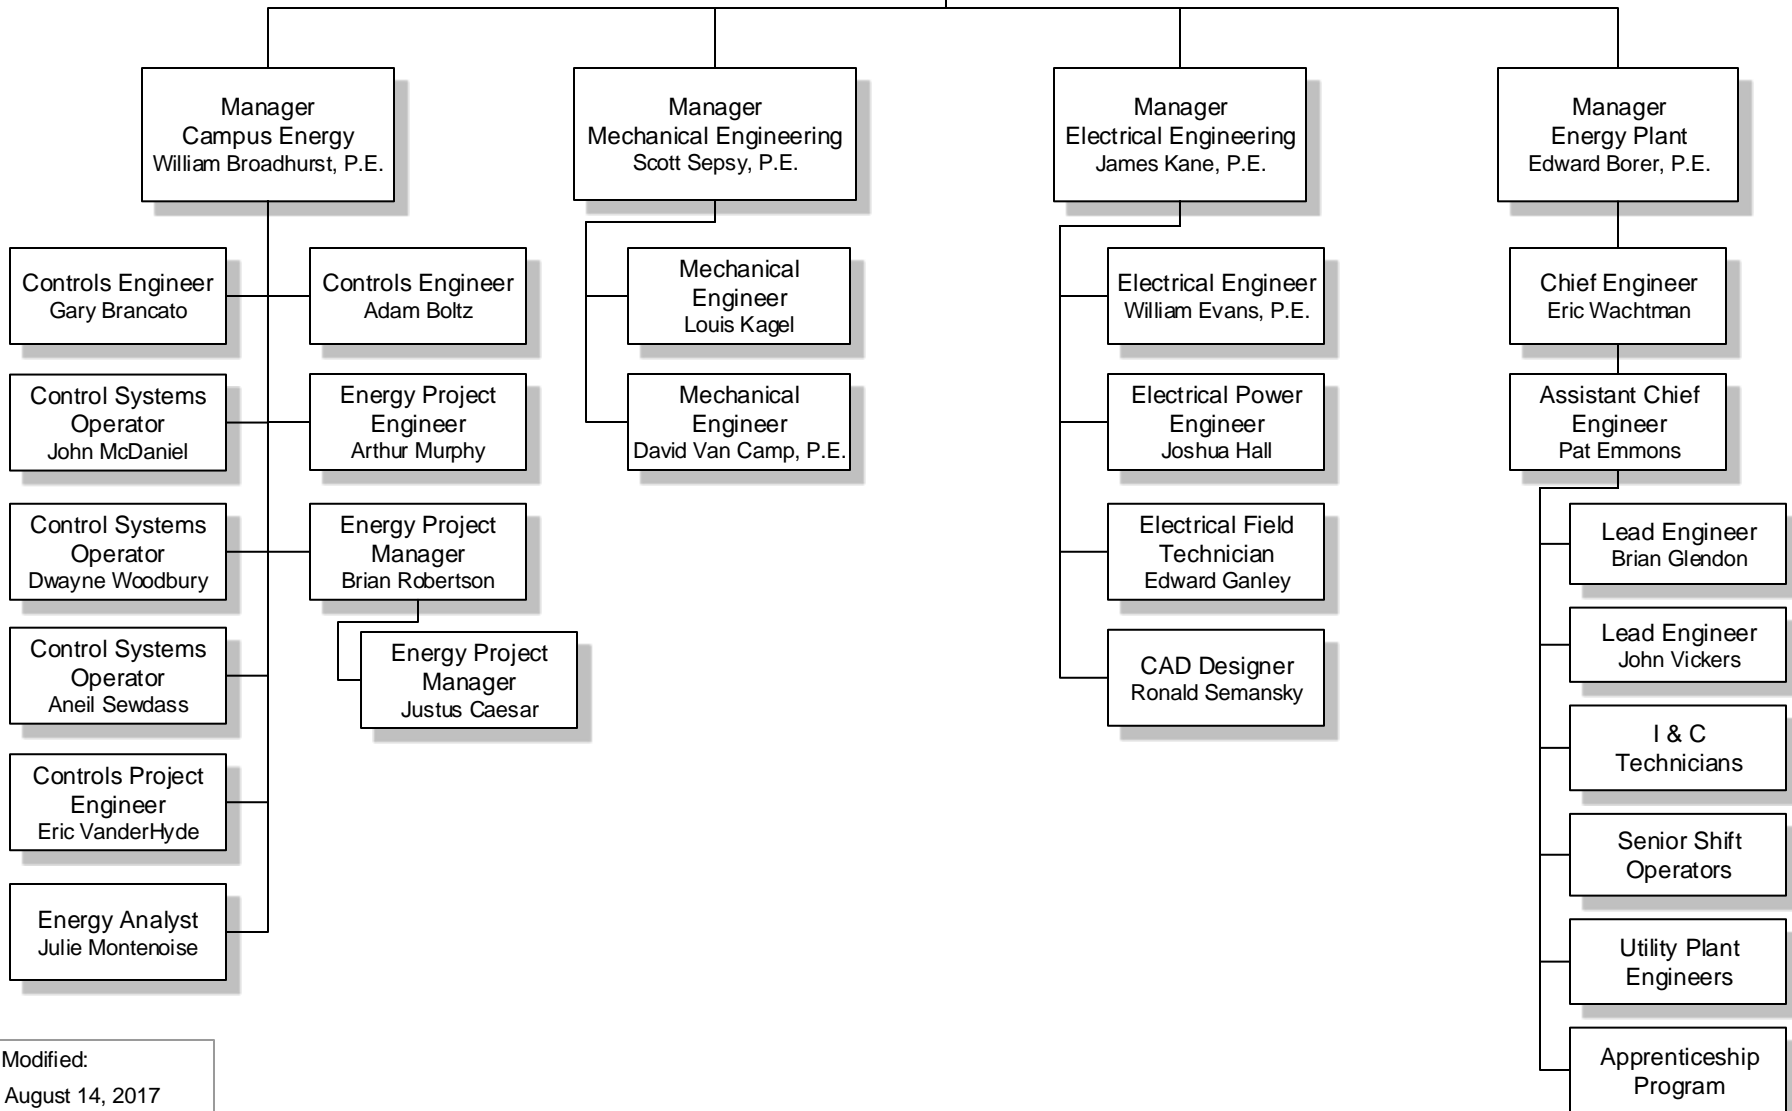 Manager
Campus Energy
William Broadhurst, P.E.
Manager
Mechanical Engineering
Scott Sepsy, P.E.
Manager
Electrical Engineering
James Kane, P.E.
Manager
Energy Plant
Edward Borer, P.E.
Controls Engineer
Gary Brancato
Controls Engineer
Adam Boltz
Control Systems
Operator
John McDaniel
Energy Project
Engineer
Arthur Murphy
Control Systems
Operator
Dwayne Woodbury
Energy Project
Manager
Brian Robertson
Control Systems
Operator
Aneil Sewdass
Energy Project
Manager
Justus Caesar
Controls Project
Engineer
Eric VanderHyde
Energy Analyst
Julie Montenoise
Mechanical
Engineer
Louis Kagel
Mechanical
Engineer
David Van Camp, P.E.
Electrical Engineer
William Evans, P.E.
Electrical Power
Engineer
Joshua Hall
Electrical Field
Technician
Edward Ganley
CAD Designer
Ronald Semansky
Chief Engineer
Eric Wachtman
Assistant Chief
Engineer
Pat Emmons
Lead Engineer
Brian Glendon
Lead Engineer
John Vickers
I & C
Technicians
Senior Shift
Operators
Utility Plant
Engineers
Apprenticeship
Program
Modified:
August 14, 2017